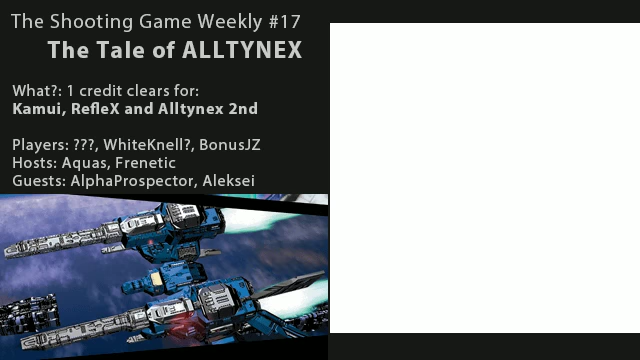 The Shooting Game Weekly #17
The Tale of ALLTYNEX
What?: 1 credit clears for:
Kamui, RefleX and Alltynex 2nd
Players: ???, WhiteKnell?, BonusJZ
Hosts: Aquas, Frenetic
Guests: AlphaProspector, Aleksei